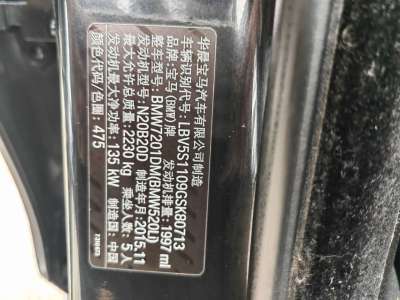 华晨宝马汽车有限公司制造
车辆识别代号: LBV5S1109GSK80713
品牌: 宝马(BMW)牌
整车型号: BMW7201DM(BMW520Li)
发动机型号: N20B20D 发动机排量: 1997 ml
最大允许总质量: 2230 kg 制造年月: 2015.11
发动机最大净功率: 135 kW 乘坐人数: 5人
颜色代码/色圈: 475 制造国: 中国